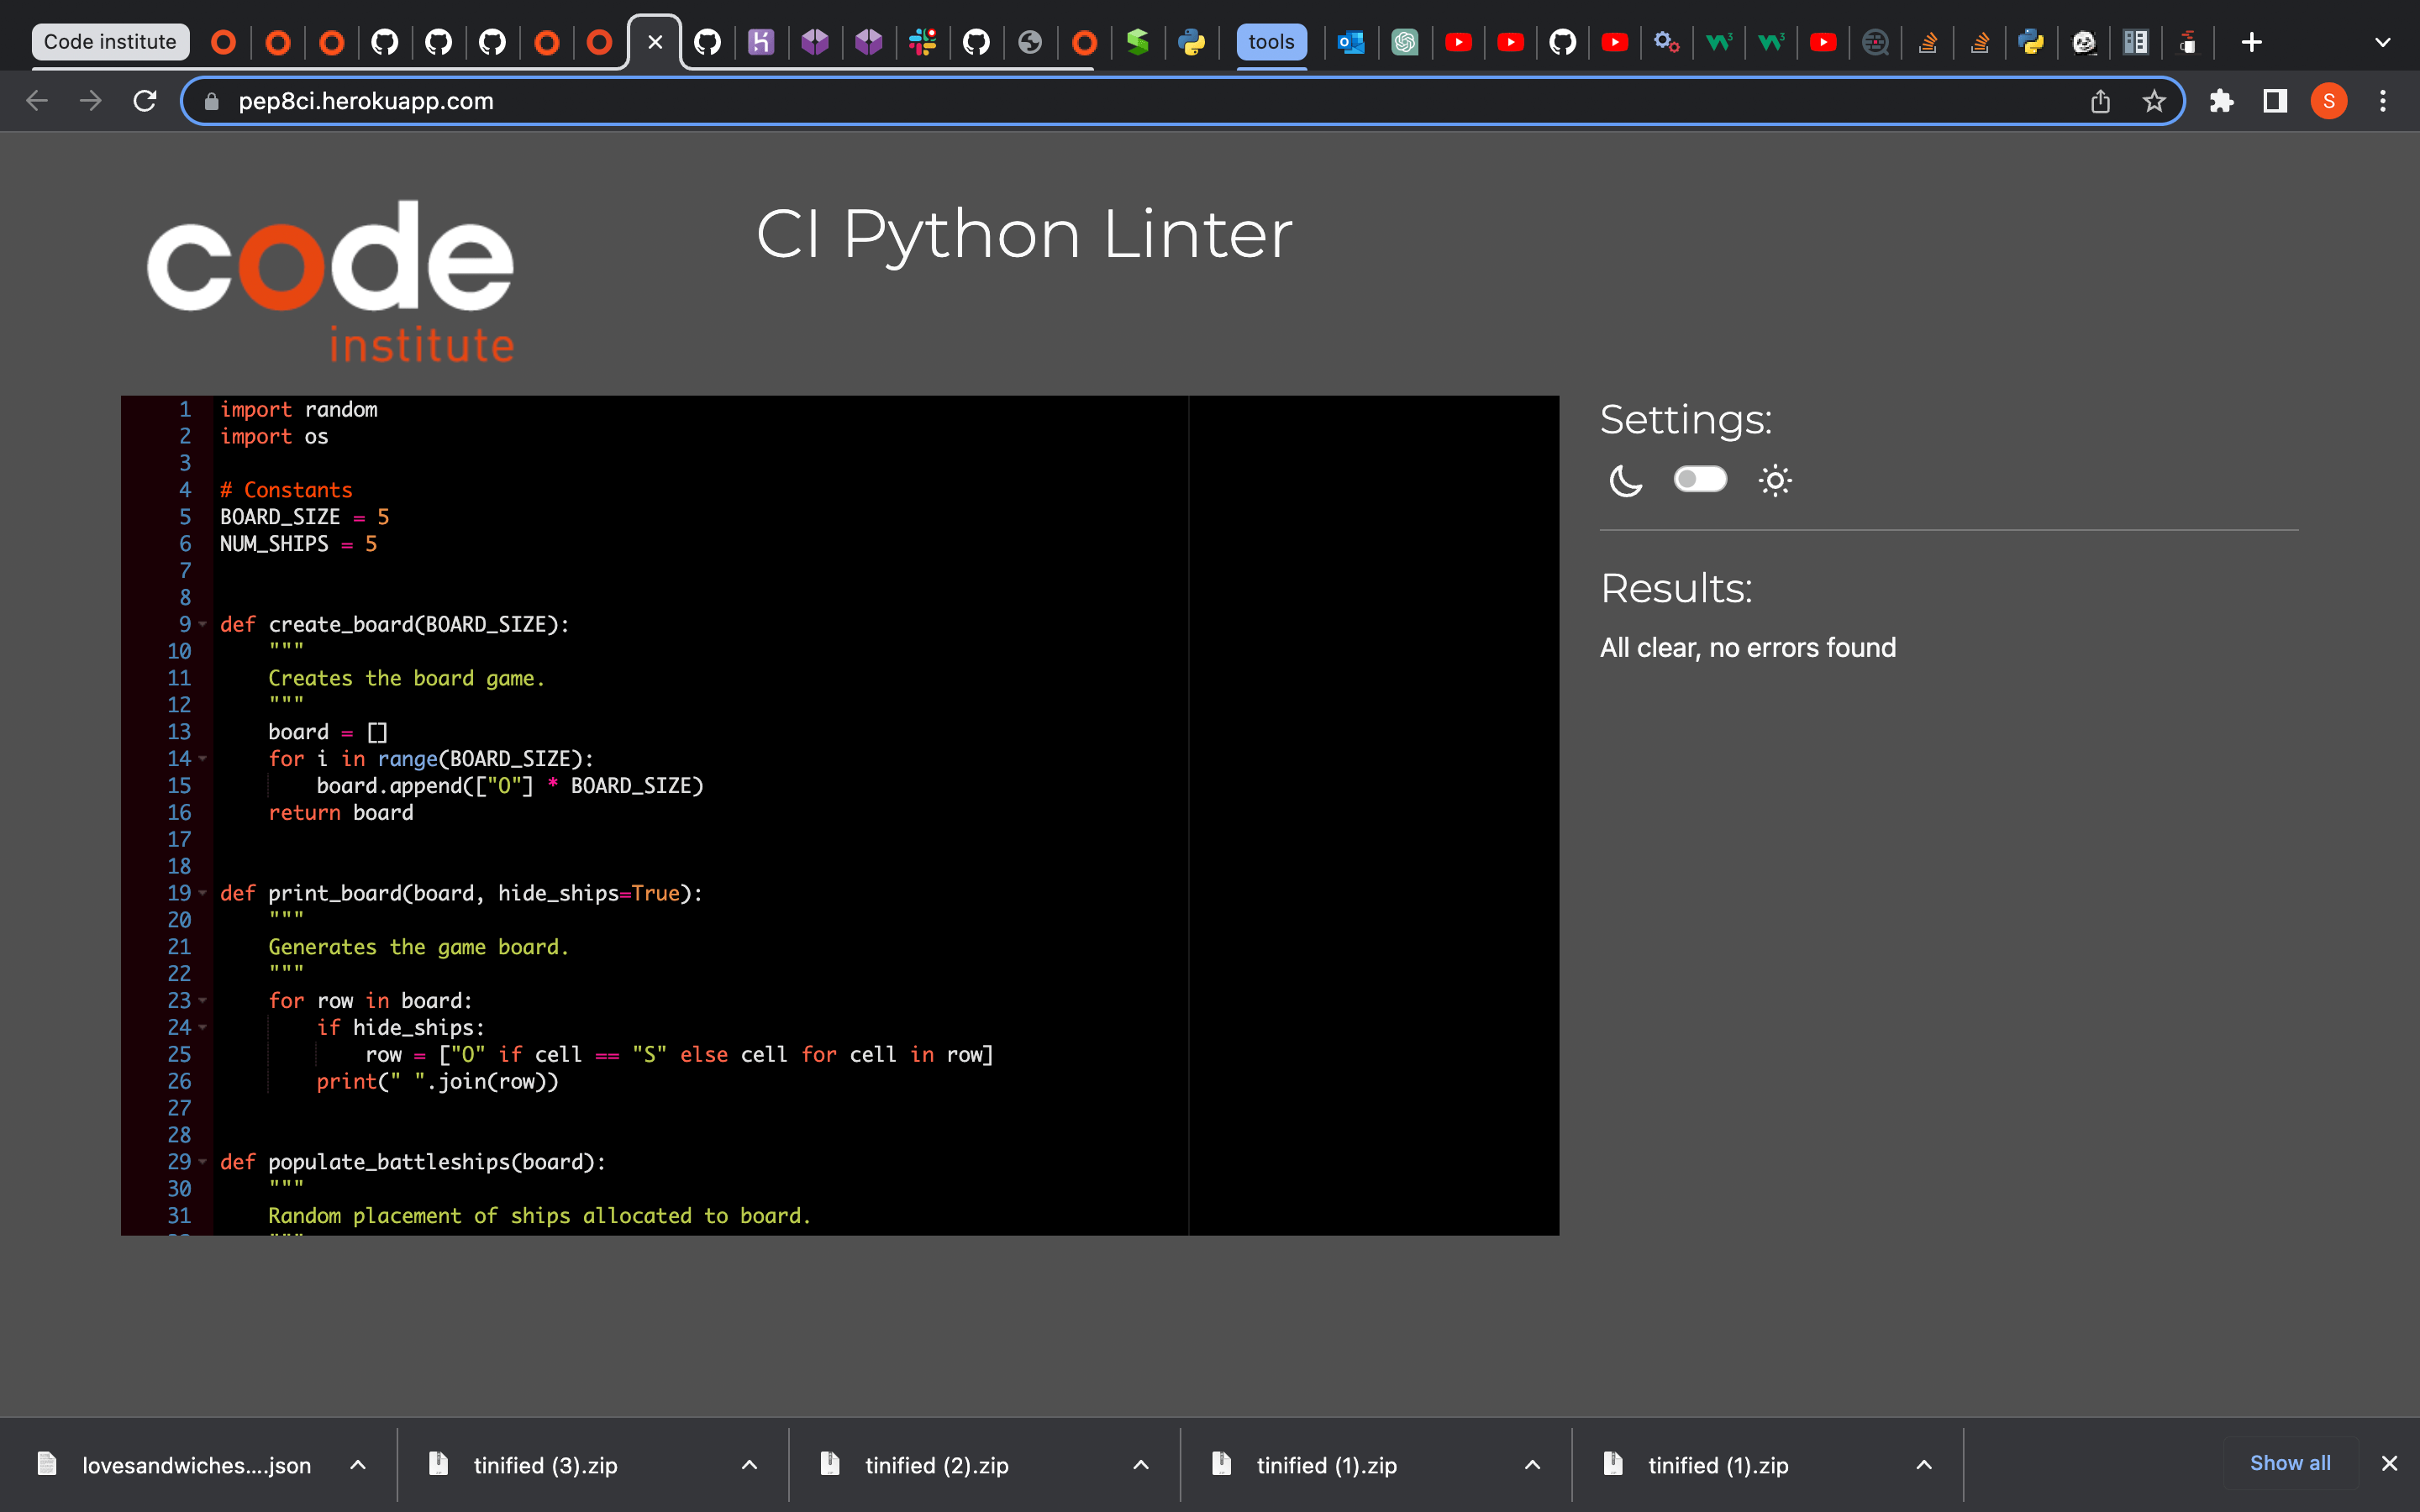 Code institute
tools
pep8ci.herokuapp.com
S
code
institute
CI Python Linter
1 import random
2 import os
3
4 # Constants
5 BOARD_SIZE = 5
6 NUM_SHIPS = 5
7
8
9 def create_board(BOARD_SIZE):
10     """
11     Creates the board game.
12     """
13     board = []
14     for i in range(BOARD_SIZE):
15         board.append(["O"] * BOARD_SIZE)
16     return board
17
18
19 def print_board(board, hide_ships=True):
20     """
21     Generates the game board.
22     """
23     for row in board:
24         if hide_ships:
25             row = ["O" if cell == "S" else cell for cell in row]
26         print(" ".join(row))
27
28
29 def populate_battleships(board):
30     """
31     Random placement of ships allocated to board.
Settings:
Results:
All clear, no errors found
lovesandwiches....json
tinified (3).zip
tinified (2).zip
tinified (1).zip
tinified (1).zip
Show all